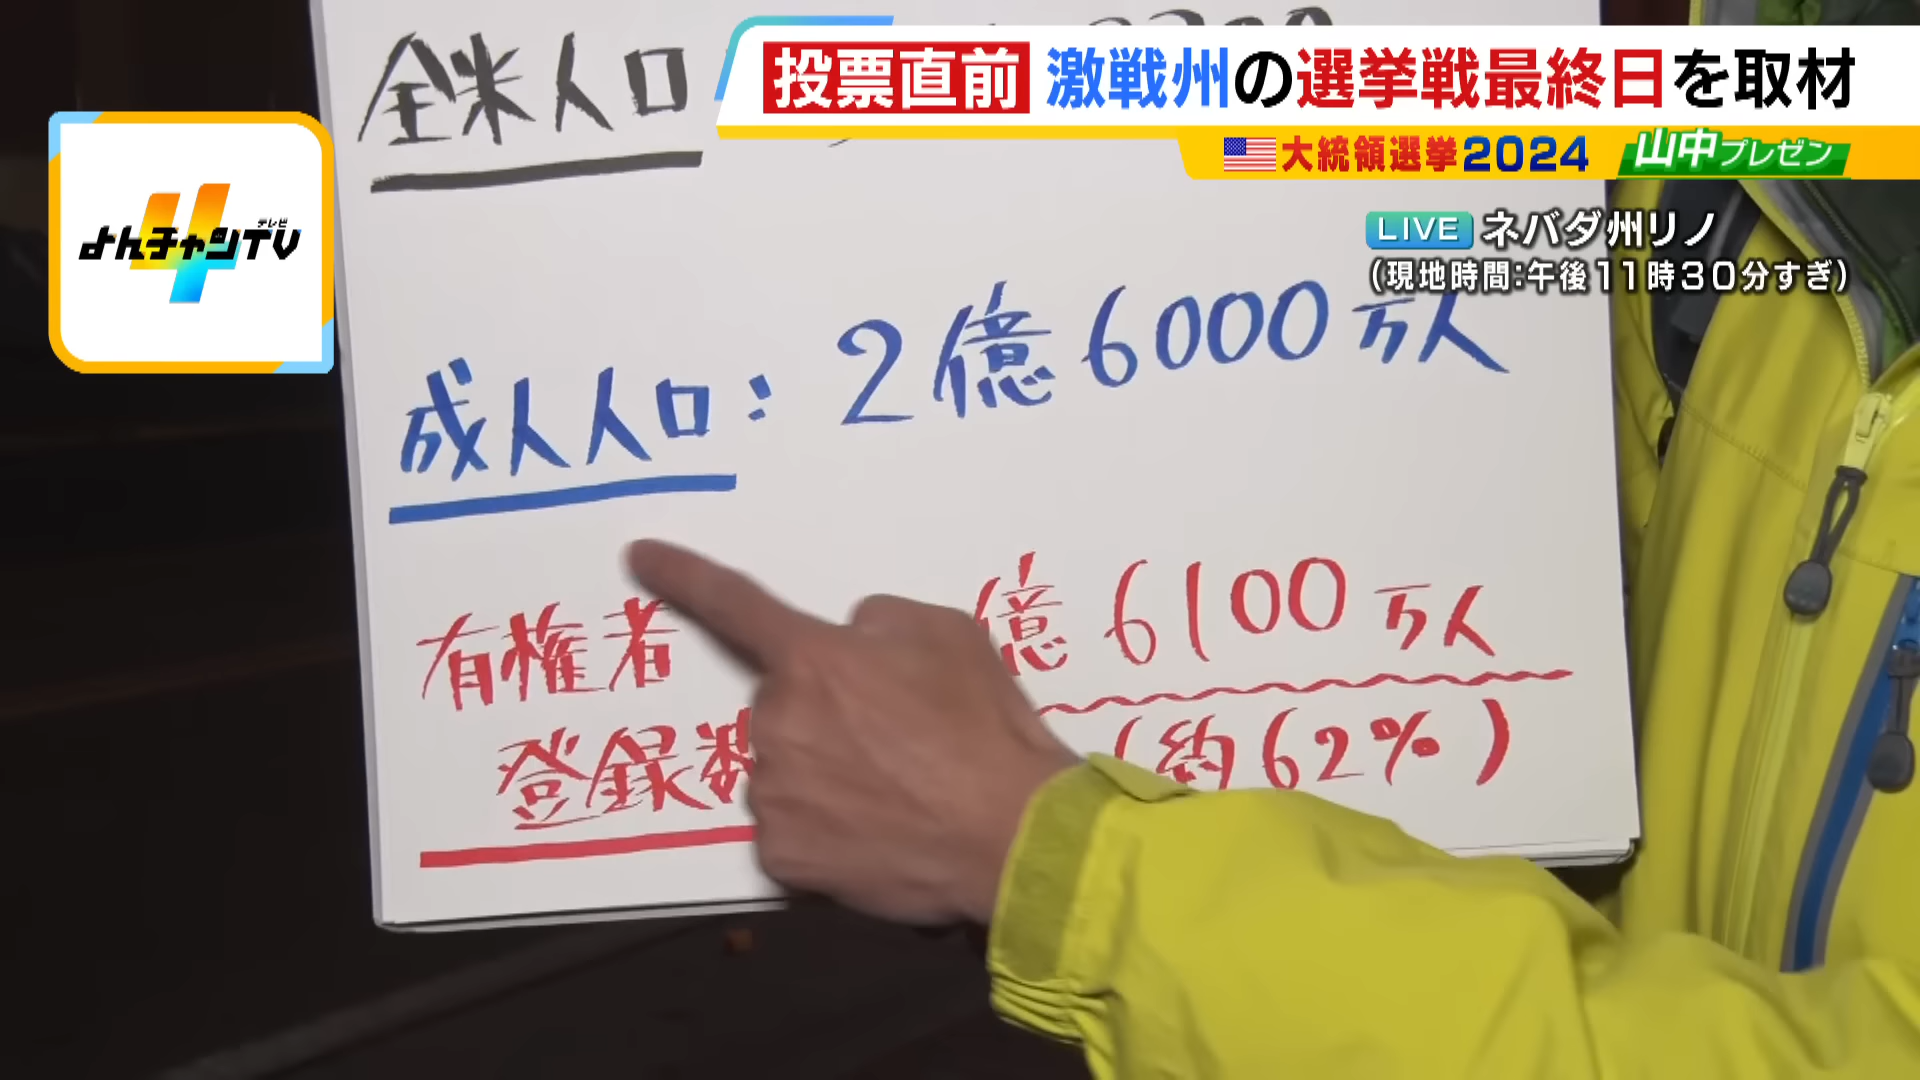 投票直前 激戦州の選挙戦最終日を取材
大統領選挙2024 山中プレゼン
よんチャンTV
テレビ
LIVE ネバダ州リノ
(現地時間:午後11時30分すぎ)
全米人口
成人人口: 2億6000万人
有権者 億6100万人
登録数 (約62%)